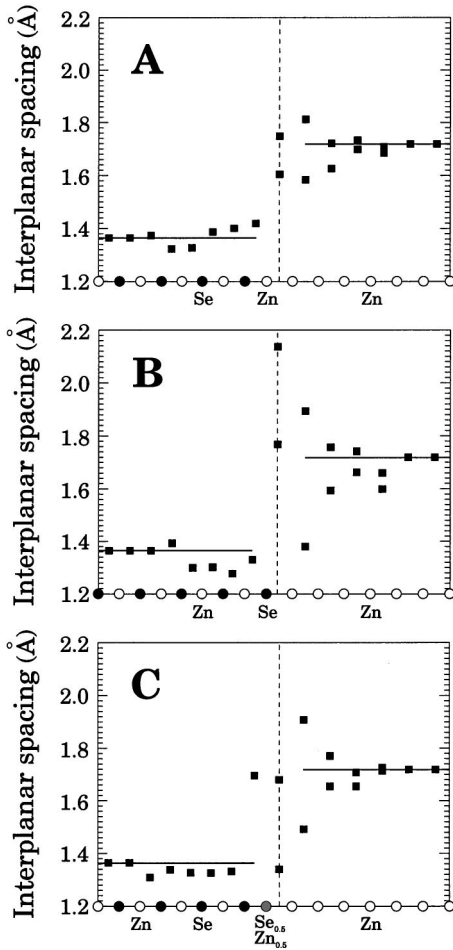 Interplanar spacing (Å)
2.2
2.0
1.8
1.6
1.4
1.2
A
Se Zn Zn
Interplanar spacing (Å)
2.2
2.0
1.8
1.6
1.4
1.2
B
Zn Se Zn
Interplanar spacing (Å)
2.2
2.0
1.8
1.6
1.4
1.2
C
Zn Se Se0.5 Zn
Zn0.5